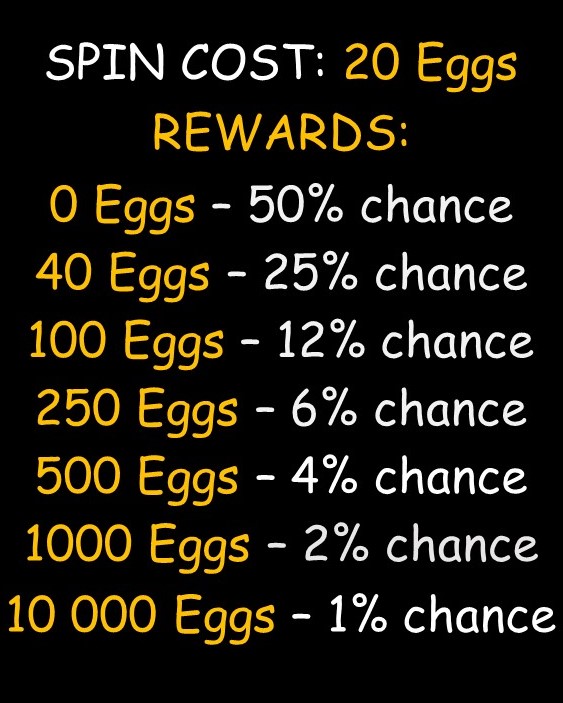 SPIN COST: 20 Eggs
REWARDS:
0 Eggs – 50% chance
40 Eggs – 25% chance
100 Eggs – 12% chance
250 Eggs – 6% chance
500 Eggs – 4% chance
1000 Eggs – 2% chance
10 000 Eggs – 1% chance